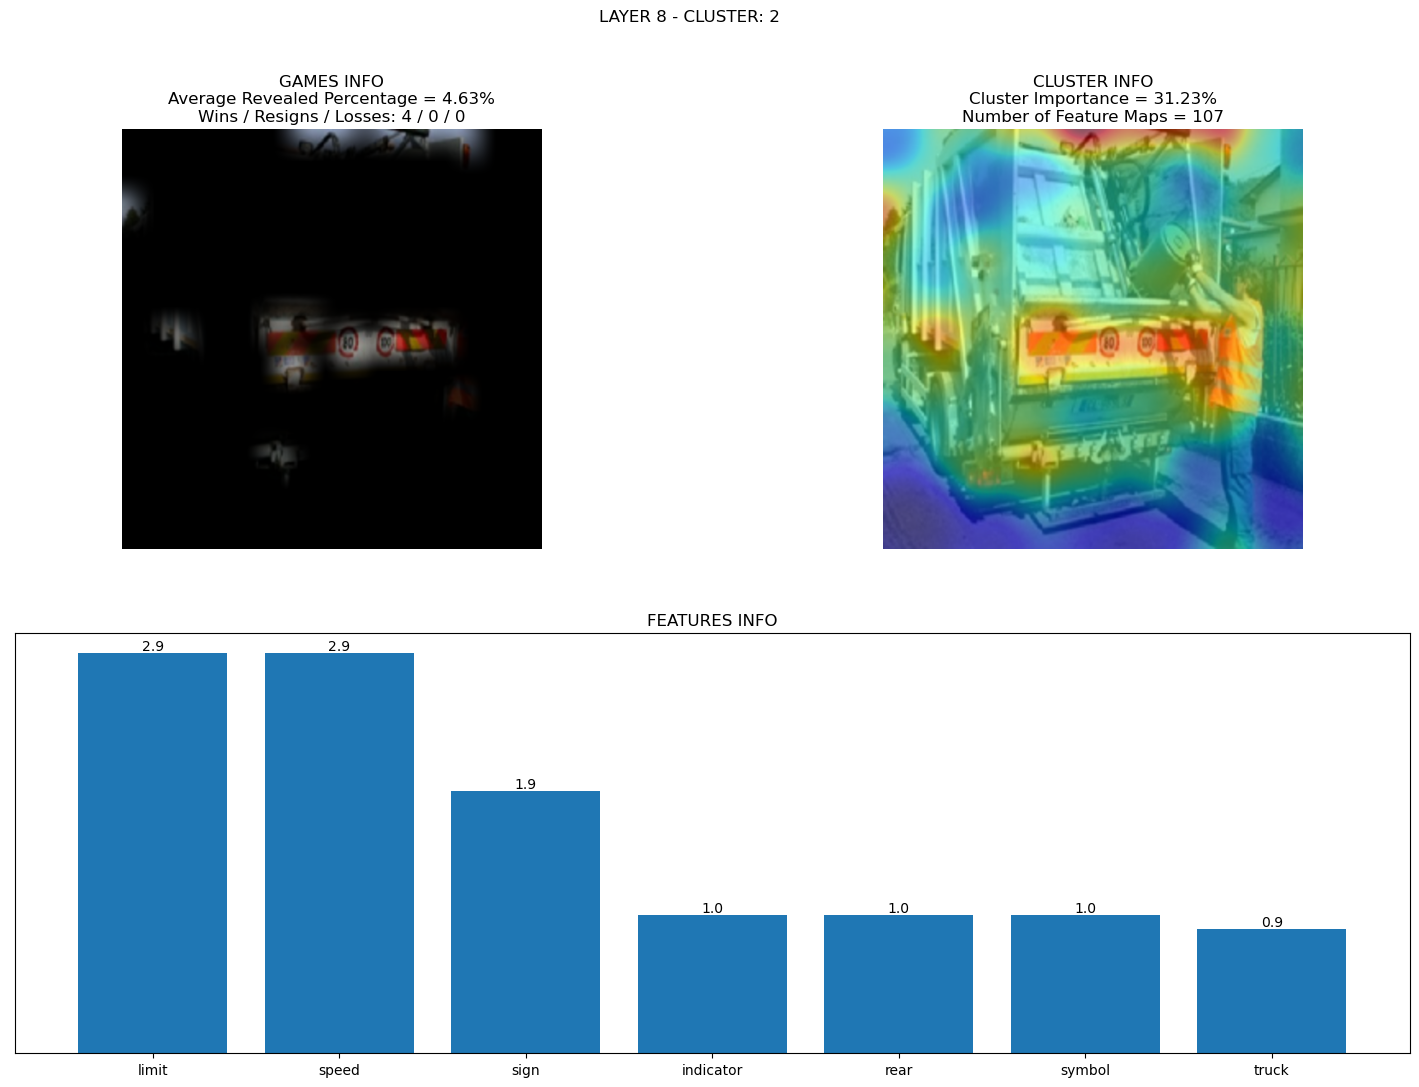 LAYER 8 - CLUSTER: 2
GAMES INFO
Average Revealed Percentage = 4.63%
Wins / Resigns / Losses: 4 / 0 / 0
CLUSTER INFO
Cluster Importance = 31.23%
Number of Feature Maps = 107
FEATURES INFO
2.9
2.9
1.9
1.0
1.0
1.0
0.9
limit
speed
sign
indicator
rear
symbol
truck